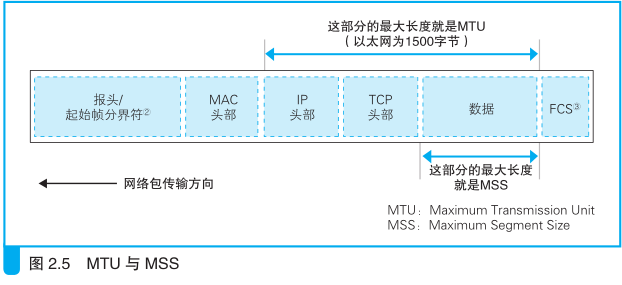 这部分的最大长度就是MTU
（以太网为1500字节）
报头/
起始帧分界符②
MAC
头部
IP
头部
TCP
头部
数据
FCS③
这部分的最大长度
就是MSS
网络包传输方向
MTU：Maximum Transmission Unit
MSS：Maximum Segment Size
图 2.5 MTU 与 MSS